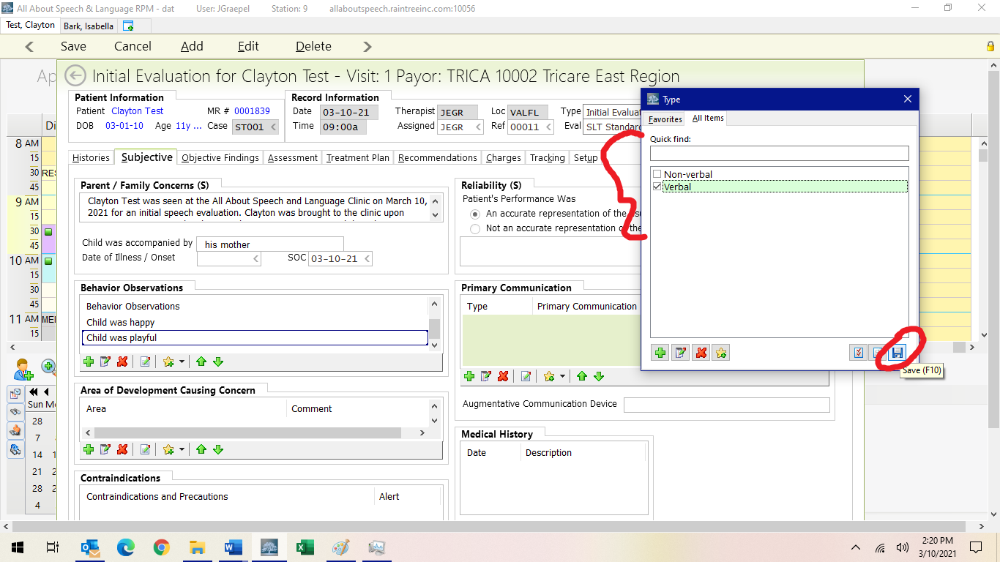 All About Speech & Language RPM - dat User: JGraepel Station: 9 allaboutspeech.raintreeinc.com:10056
Test, Clayton Bark, Isabella
Save Cancel Add Edit Delete
Ap
Initial Evaluation for Clayton Test - Visit: 1 Payor: TRICA 10002 Tricare East Region
Patient Information
Patient Clayton Test MR # 0001839
DOB 03-01-10 Age 11y ... Case ST001
Record Information
Date 03-10-21 Therapist JEGR Loc VALFL Type Initial Evaluat
Time 09:00a Assigned JEGR Ref 00011 Eval SLT Standard
Histories Subjective Objective Findings Assessment Treatment Plan Recommendations Charges Tracking Setup
Di
8 AM
15
30 RES
45
9 AM
15
30
45
10 AM
15
30
45
11 AM MEE
15
Parent / Family Concerns (S)
Clayton Test was seen at the All About Speech and Language Clinic on March 10,
2021 for an initial speech evaluation. Clayton was brought to the clinic upon
Child was accompanied by his mother
Date of Illness / Onset SOC 03-10-21
Reliability (S)
Patient's Performance Was
An accurate representation of the
Not an accurate representation of the
Behavior Observations
Behavior Observations
Child was happy
Child was playful
Primary Communication
Type Primary Communication
Augmentative Communication Device
Area of Development Causing Concern
Area Comment
Medical History
Date Description
Contraindications
Contraindications and Precautions Alert
Sun Mo
28
7
14 1
21 2
28 2
4
Type
Favorites All Items
Quick find:
Non-verbal
Verbal
Save (F10)
2:20 PM
3/10/2021